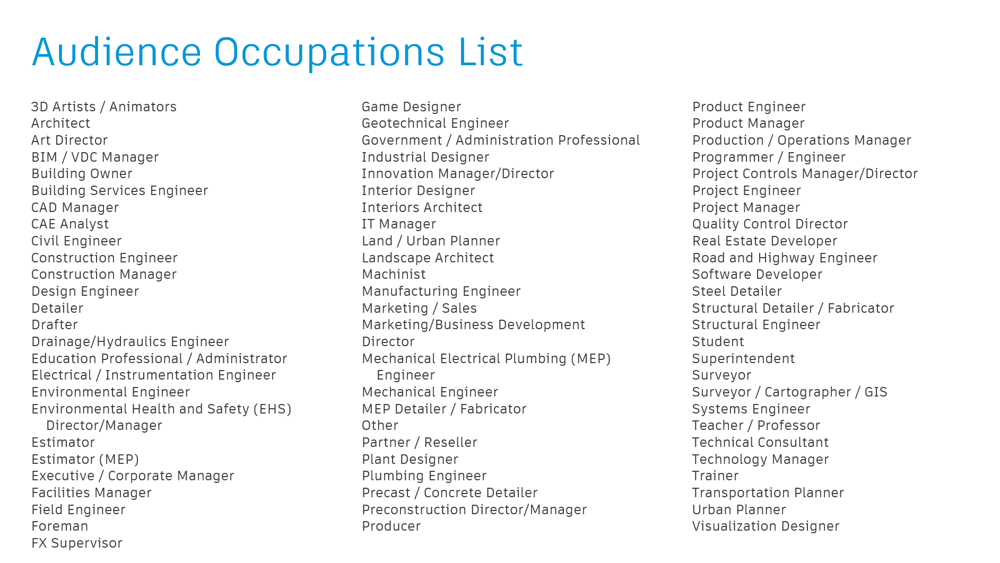 Audience Occupations List
3D Artists / Animators
Architect
Art Director
BIM / VDC Manager
Building Owner
Building Services Engineer
CAD Manager
CAE Analyst
Civil Engineer
Construction Engineer
Construction Manager
Design Engineer
Detailer
Drafter
Drainage/Hydraulics Engineer
Education Professional / Administrator
Electrical / Instrumentation Engineer
Environmental Engineer
Environmental Health and Safety (EHS)
Director/Manager
Estimator
Estimator (MEP)
Executive / Corporate Manager
Facilities Manager
Field Engineer
Foreman
FX Supervisor
Game Designer
Geotechnical Engineer
Government / Administration Professional
Industrial Designer
Innovation Manager/Director
Interior Designer
Interiors Architect
IT Manager
Land / Urban Planner
Landscape Architect
Machinist
Manufacturing Engineer
Marketing / Sales
Marketing/Business Development
Director
Mechanical Electrical Plumbing (MEP)
Engineer
Mechanical Engineer
MEP Detailer / Fabricator
Other
Partner / Reseller
Plant Designer
Plumbing Engineer
Precast / Concrete Detailer
Preconstruction Director/Manager
Producer
Product Engineer
Product Manager
Production / Operations Manager
Programmer / Engineer
Project Controls Manager/Director
Project Engineer
Project Manager
Quality Control Director
Real Estate Developer
Road and Highway Engineer
Software Developer
Steel Detailer
Structural Detailer / Fabricator
Structural Engineer
Student
Superintendent
Surveyor
Surveyor / Cartographer / GIS
Systems Engineer
Teacher / Professor
Technical Consultant
Technology Manager
Trainer
Transportation Planner
Urban Planner
Visualization Designer